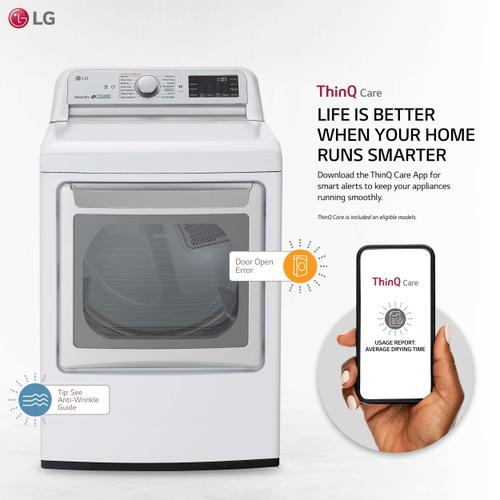 LG
LG
ThinQ Care
LIFE IS BETTER
WHEN YOUR HOME
RUNS SMARTER
Download the ThinQ Care App for
smart alerts to keep your appliances
running smoothly.
ThinQ Care is included on eligible models.
Door Open
Error
ThinQ Care
USAGE REPORT:
AVERAGE DRYING TIME
Tip: See
Anti-Wrinkle
Guide